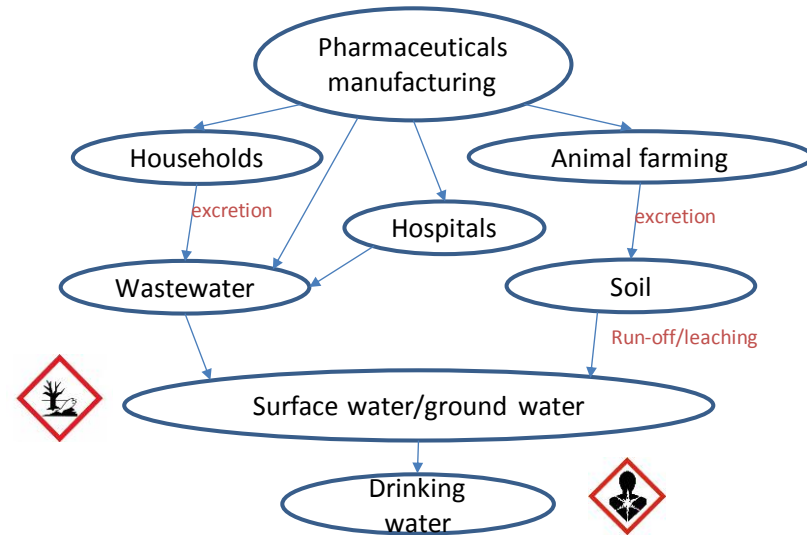 Pharmaceuticals
manufacturing
Households
Animal farming
excretion
excretion
Hospitals
Wastewater
Soil
Run-off/leaching
Surface water/ground water
Drinking
water